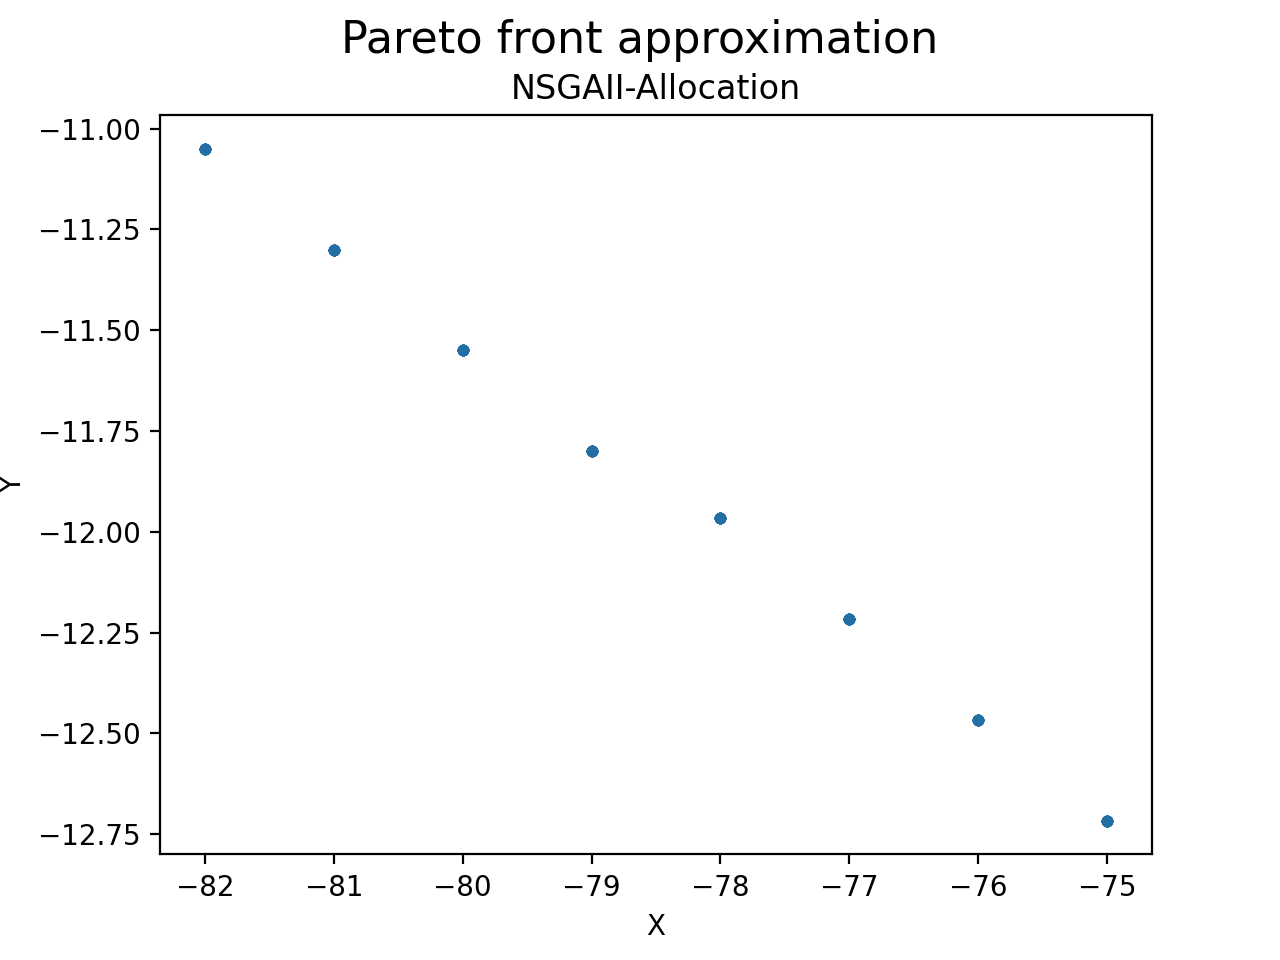 Pareto front approximation
NSGAII-Allocation
−11.00
−11.25
−11.50
−11.75
−12.00
−12.25
−12.50
−12.75
Y
−82 −81 −80 −79 −78 −77 −76 −75
X